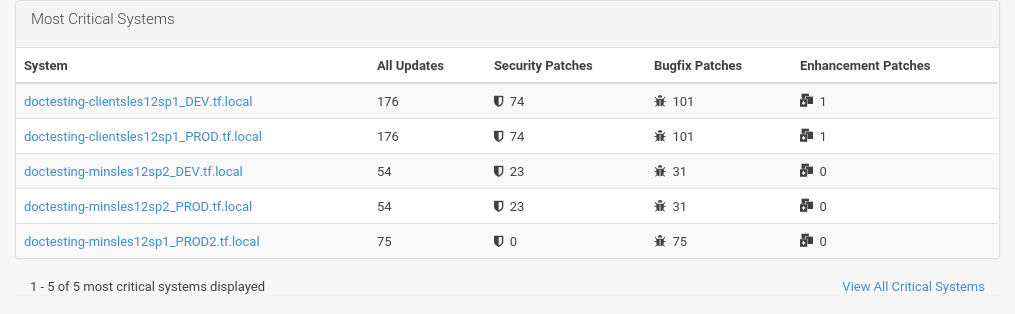 Most Critical Systems
System All Updates Security Patches Bugfix Patches Enhancement Patches
doctesting-clientsles12sp1_DEV.tf.local 176 74 101 1
doctesting-clientsles12sp1_PROD.tf.local 176 74 101 1
doctesting-minsles12sp2_DEV.tf.local 54 23 31 0
doctesting-minsles12sp2_PROD.tf.local 54 23 31 0
doctesting-minsles12sp1_PROD2.tf.local 75 0 75 0
1 - 5 of 5 most critical systems displayed View All Critical Systems